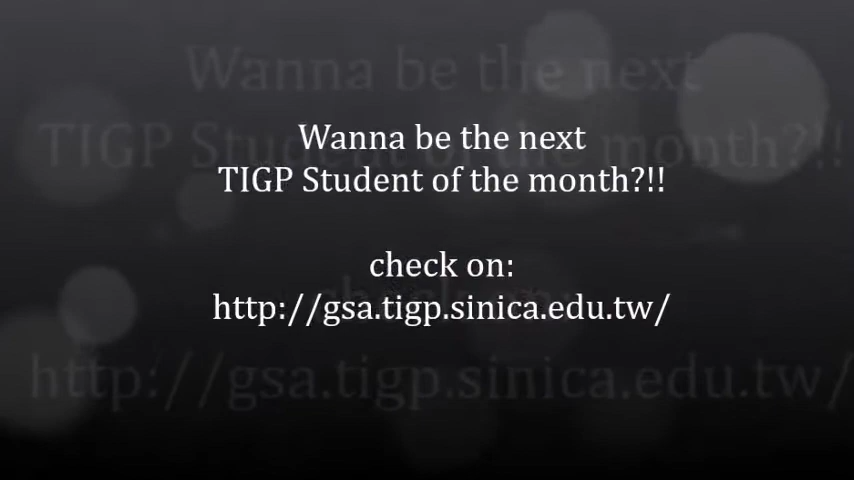 Wanna be the next
TIGP Student of the month?!!
check on:
http://gsa.tigp.sinica.edu.tw/